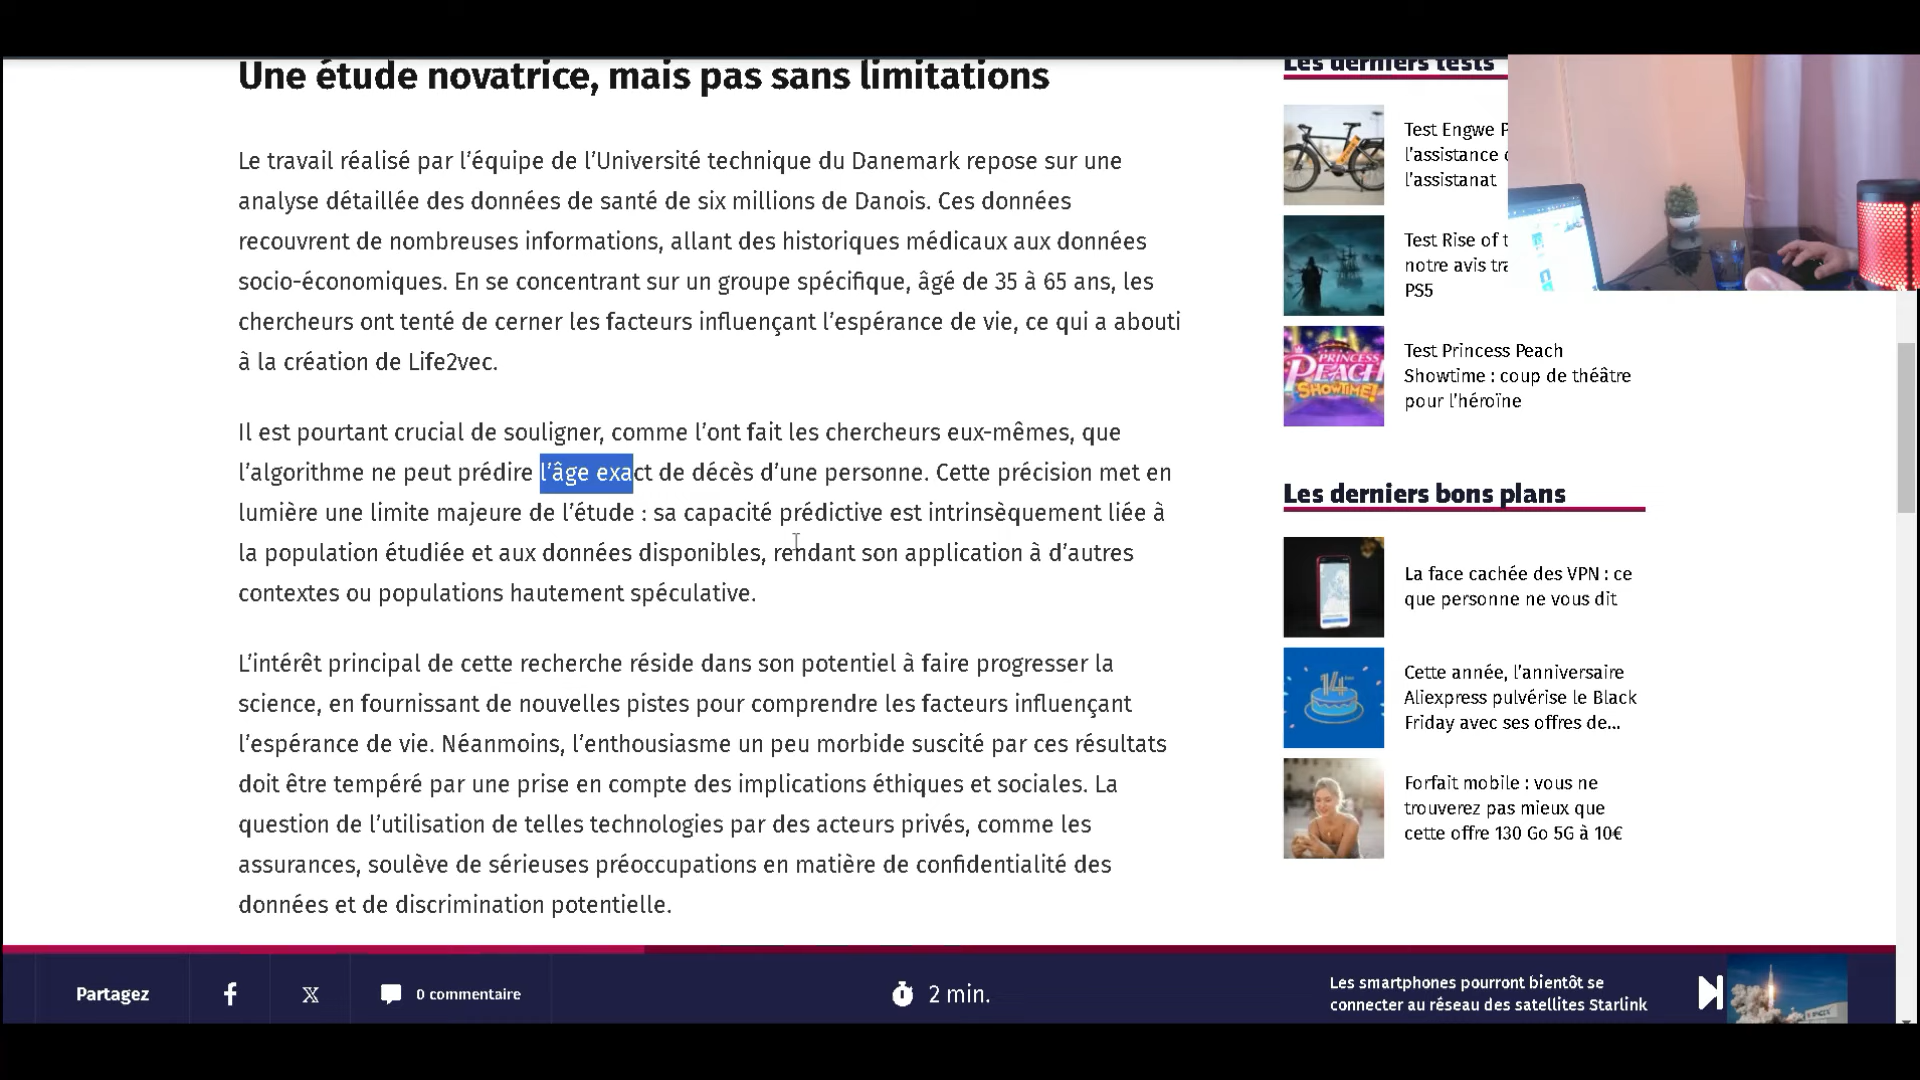 Une étude novatrice, mais pas sans limitations
Le travail réalisé par l’équipe de l’Université technique du Danemark repose sur une
analyse détaillée des données de santé de six millions de Danois. Ces données
recouvrent de nombreuses informations, allant des historiques médicaux aux données
socio-économiques. En se concentrant sur un groupe spécifique, âgé de 35 à 65 ans, les
chercheurs ont tenté de cerner les facteurs influençant l’espérance de vie, ce qui a abouti
à la création de Life2vec.
Il est pourtant crucial de souligner, comme l’ont fait les chercheurs eux-mêmes, que
l’algorithme ne peut prédire l’âge exact de décès d’une personne. Cette précision met en
lumière une limite majeure de l’étude : sa capacité prédictive est intrinsèquement liée à
la population étudiée et aux données disponibles, rendant son application à d’autres
contextes ou populations hautement spéculative.
L’intérêt principal de cette recherche réside dans son potentiel à faire progresser la
science, en fournissant de nouvelles pistes pour comprendre les facteurs influençant
l’espérance de vie. Néanmoins, l’enthousiasme un peu morbide suscité par ces résultats
doit être tempéré par une prise en compte des implications éthiques et sociales. La
question de l’utilisation de telles technologies par des acteurs privés, comme les
assurances, soulève de sérieuses préoccupations en matière de confidentialité des
données et de discrimination potentielle.
Les derniers tests
Test Engwe P
l’assistance
l’assistanat
Test Rise of t
notre avis tra
PS5
PRINCESS
PEACH
SHOWTIME!
Test Princess Peach
Showtime : coup de théâtre
pour l’héroïne
Les derniers bons plans
La face cachée des VPN : ce
que personne ne vous dit
14
Cette année, l’anniversaire
Aliexpress pulvérise le Black
Friday avec ses offres de...
Forfait mobile : vous ne
trouverez pas mieux que
cette offre 130 Go 5G à 10€
Partagez
0 commentaire
2 min.
Les smartphones pourront bientôt se
connecter au réseau des satellites Starlink